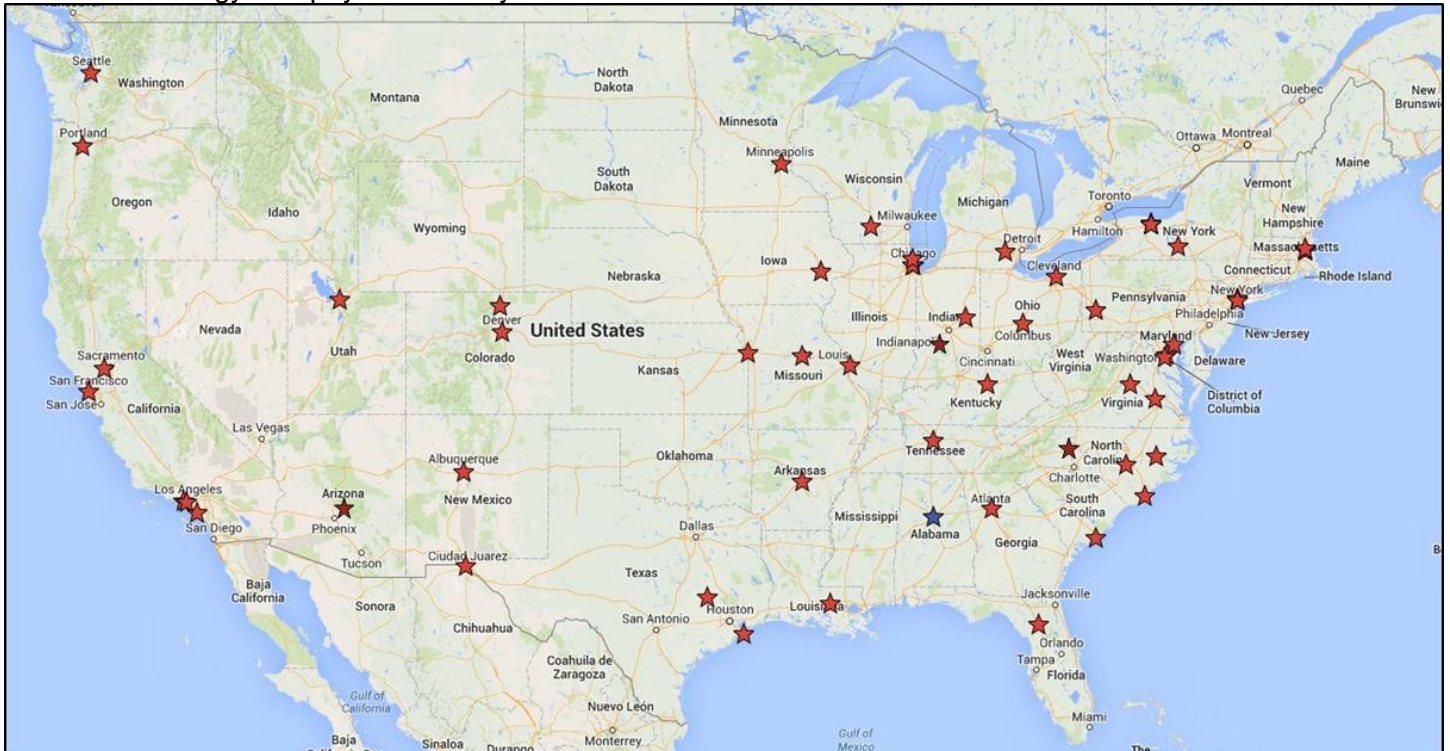 Seattle
Washington
Montana
North
Dakota
Minnesota
Quebec
New
Portland
Minneapolis
Ottawa
Montreal
Maine
Oregon
Idaho
South
Dakota
Wisconsin
Michigan
Toronto
Vermont
Wyoming
Milwaukee
Hamilton
New York
New
Hampshire
Iowa
Chicago
Detroit
Massachusetts
Nebraska
Cleveland
Connecticut
Rhode Island
Nevada
Utah
Denver
United States
Illinois
Ohio
Pennsylvania
New York
Philadelphia
New Jersey
Sacramento
Colorado
Kansas
Missouri
Indianapolis
Columbus
Cincinnati
West
Virginia
Maryland
Washington
Delaware
San Francisco
San Jose
California
Kentucky
Virginia
District of
Columbia
Las Vegas
Albuquerque
Oklahoma
Arkansas
Tennessee
North
Charlotte
Los Angeles
Arizona
New Mexico
San Diego
Phoenix
Dallas
Mississippi
Alabama
Atlanta
Georgia
South
Carolina
Tucson
Ciudad Juarez
Baja
California
Sonora
Texas
Jacksonville
Chihuahua
San Antonio
Houston
Orlando
Tampa
Florida
Coahuila de
Zaragoza
Gulf of
California
Nuevo León
Miami
Baja
Sinaloa
Durango
Monterrey
Gulf of
Mexico
The